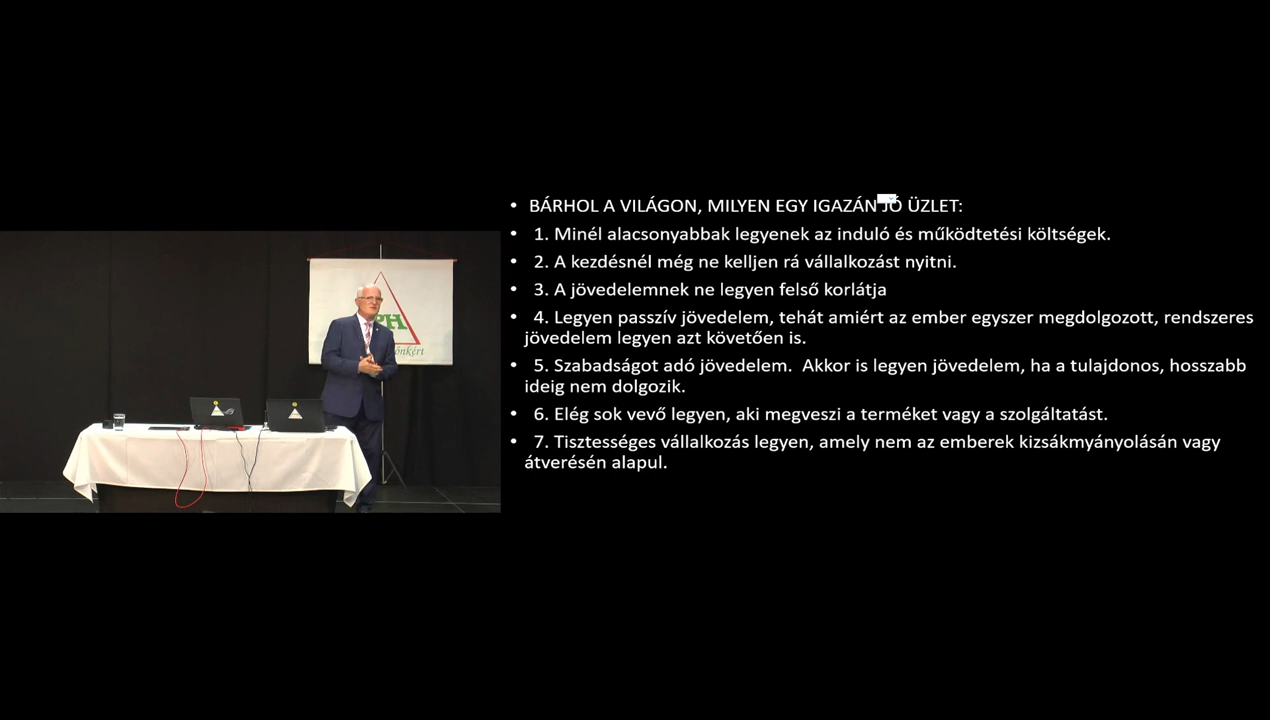 • BÁRHOL A VILÁGON, MILYEN EGY IGAZÁN JÓ ÜZLET:
• 1. Minél alacsonyabbak legyenek az induló és működtetési költségek.
• 2. A kezdésnél még ne kelljen rá vállalkozást nyitni.
• 3. A jövedelemnek ne legyen felső korlátja
• 4. Legyen passzív jövedelem, tehát amiért az ember egyszer megdolgozott, rendszeres
jövedelem legyen azt követően is.
• 5. Szabadságot adó jövedelem. Akkor is legyen jövedelem, ha a tulajdonos, hosszabb
ideig nem dolgozik.
• 6. Elég sok vevő legyen, aki megveszi a terméket vagy a szolgáltatást.
• 7. Tisztességes vállalkozás legyen, amely nem az emberek kizsákmyányolásán vagy
átverésén alapul.